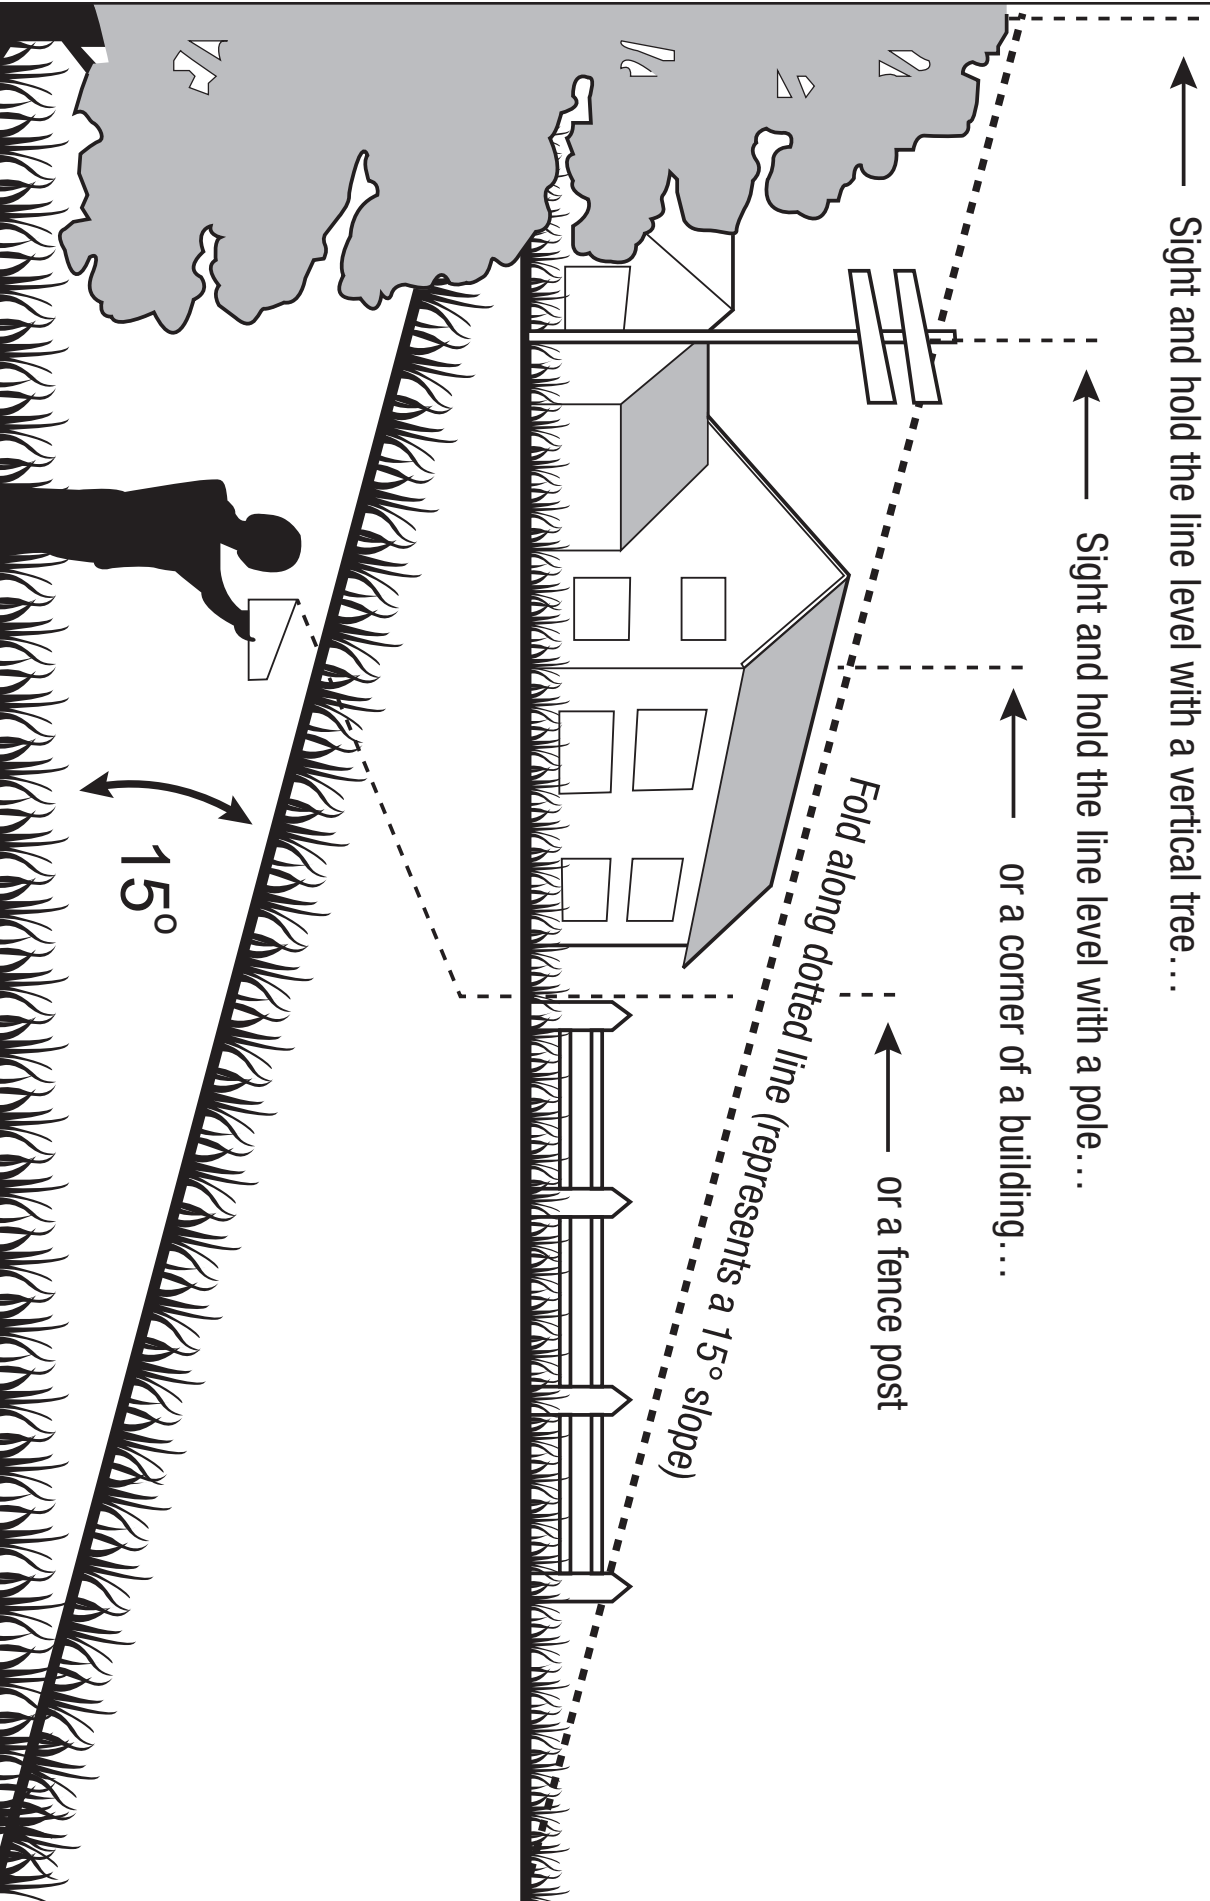 Sight and hold the line level with a vertical tree…
Sight and hold the line level with a pole…
or a corner of a building…
or a fence post
Fold along dotted line (represents a 15° slope)
15°